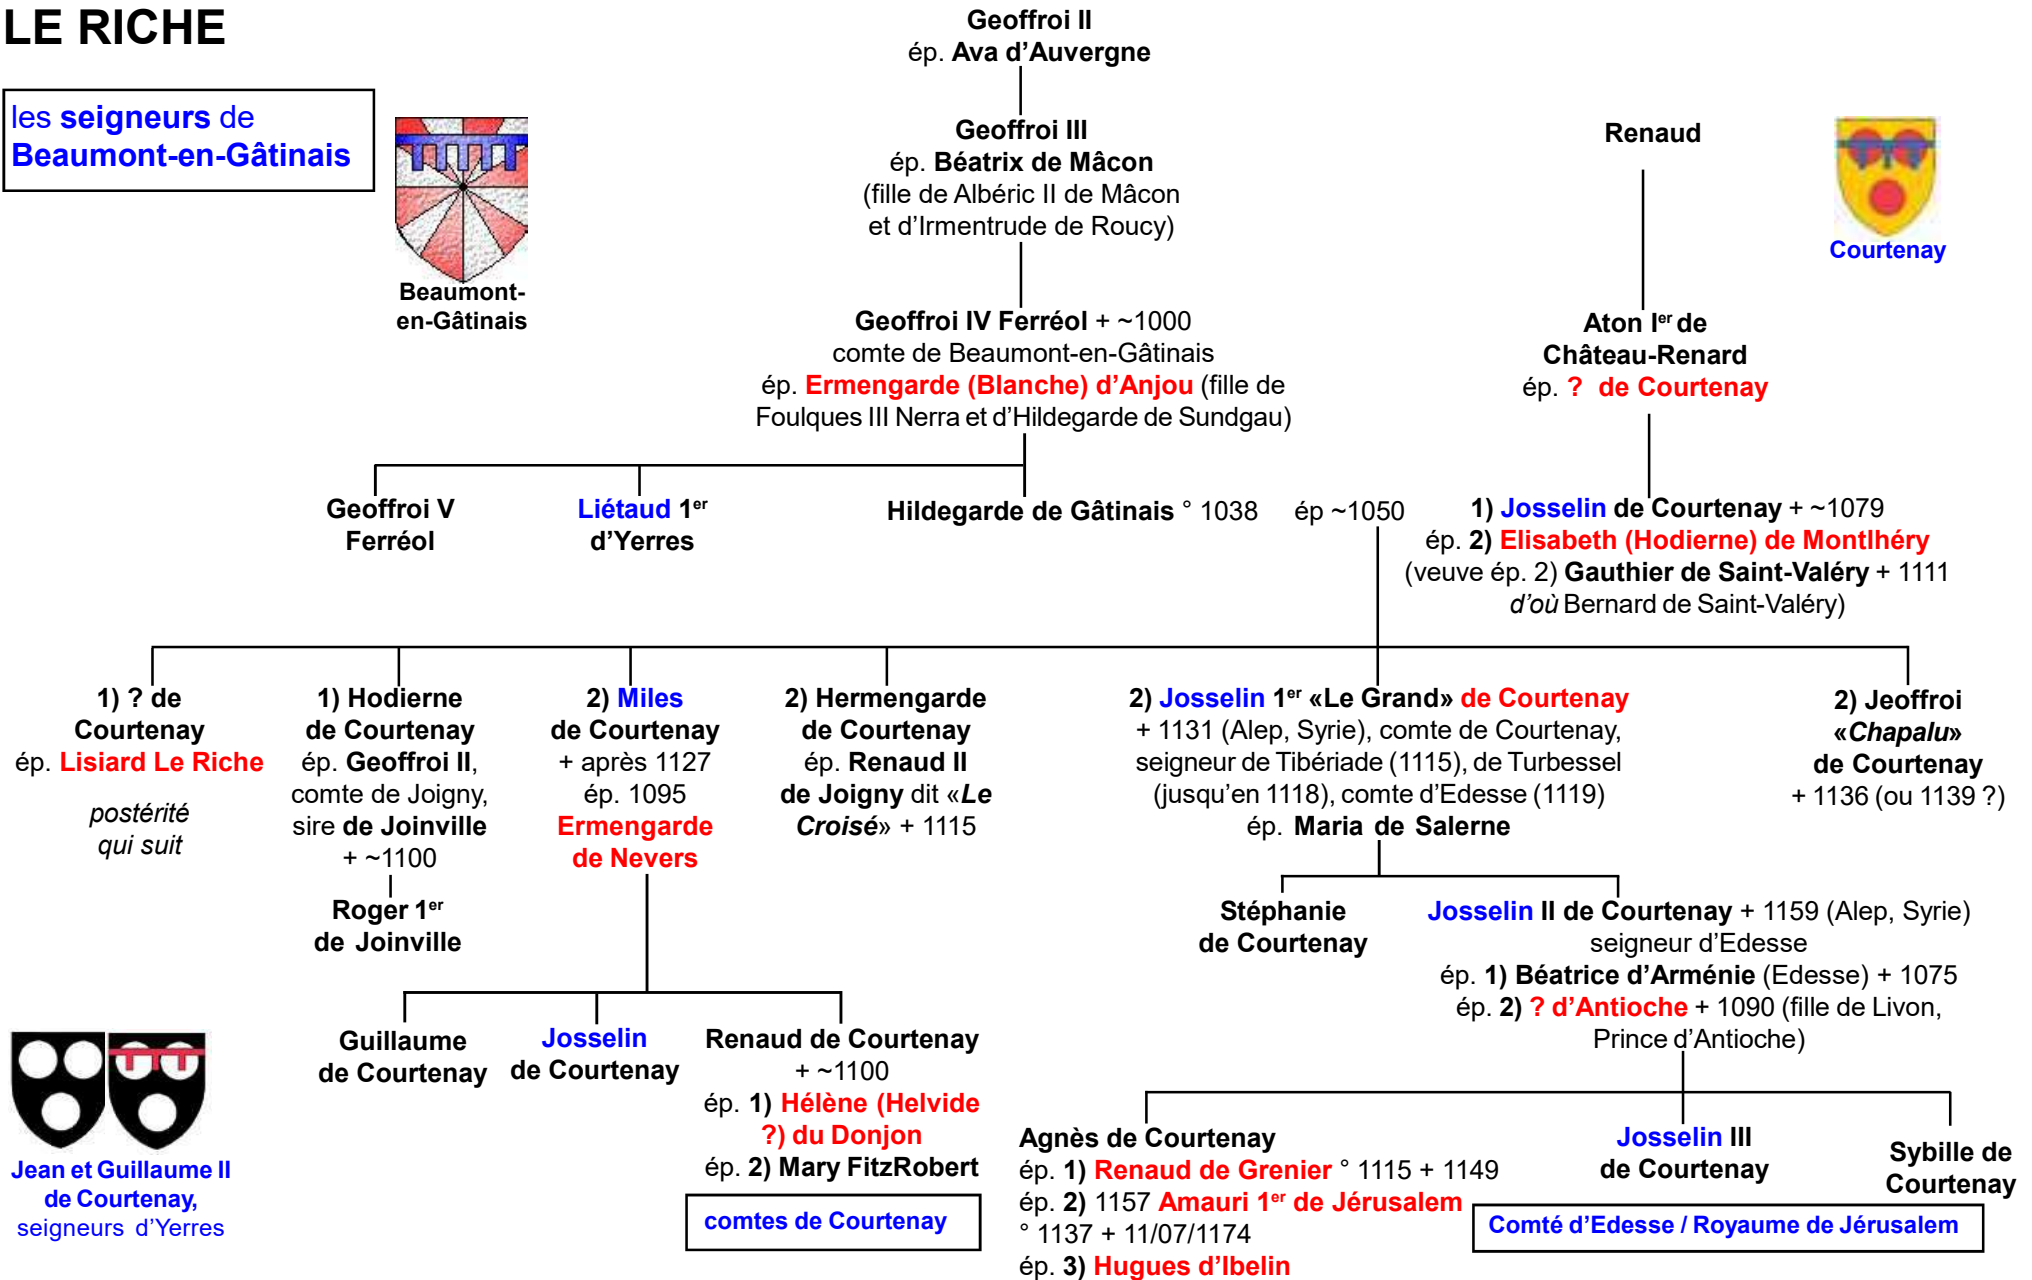 LE RICHE
les seigneurs de
Beaumont-en-Gâtinais
Beaumont-
en-Gâtinais
Geoffroi II
ép. Ava d’Auvergne
Geoffroi III
ép. Béatrix de Mâcon
(fille de Albéric II de Mâcon
et d’Irmentrude de Roucy)
Renaud
Courtenay
Geoffroi IV Ferréol + ~1000
comte de Beaumont-en-Gâtinais
ép. Ermengarde (Blanche) d’Anjou (fille de
Foulques III Nerra et d’Hildegarde de Sundgau)
Aton Ier de
Château-Renard
ép. ? de Courtenay
Geoffroi V
Ferréol
Liétaud 1er
d’Yerres
Hildegarde de Gâtinais ° 1038 ép ~1050
1) Josselin de Courtenay + ~1079
ép. 2) Elisabeth (Hodierne) de Montlhéry
(veuve ép. 2) Gauthier de Saint-Valéry + 1111
d’où Bernard de Saint-Valéry)
1) ? de
Courtenay
ép. Lisiard Le Riche
postérité
qui suit
1) Hodierne
de Courtenay
ép. Geoffroi II,
comte de Joigny,
sire de Joinville
+ ~1100
Roger 1er
de Joinville
2) Miles
de Courtenay
+ après 1127
ép. 1095
Ermengarde
de Nevers
2) Hermengarde
de Courtenay
ép. Renaud II
de Joigny dit «Le
Croisé» + 1115
2) Josselin 1er «Le Grand» de Courtenay
+ 1131 (Alep, Syrie), comte de Courtenay,
seigneur de Tibériade (1115), de Turbessel
(jusqu’en 1118), comte d’Edesse (1119)
ép. Maria de Salerne
2) Jeoffroi
«Chapalu»
de Courtenay
+ 1136 (ou 1139 ?)
Stéphanie
de Courtenay
Josselin II de Courtenay + 1159 (Alep, Syrie)
seigneur d’Edesse
ép. 1) Béatrice d’Arménie (Edesse) + 1075
ép. 2) ? d’Antioche + 1090 (fille de Livon,
Prince d’Antioche)
Guillaume
de Courtenay
Josselin
de Courtenay
Renaud de Courtenay
+ ~1100
ép. 1) Hélène (Helvide
?) du Donjon
ép. 2) Mary FitzRobert
comtes de Courtenay
Jean et Guillaume II
de Courtenay,
seigneurs d’Yerres
Agnès de Courtenay
ép. 1) Renaud de Grenier ° 1115 + 1149
ép. 2) 1157 Amauri 1er de Jérusalem
° 1137 + 11/07/1174
ép. 3) Hugues d’Ibelin
Josselin III
de Courtenay
Sybille de
Courtenay
Comté d’Edesse / Royaume de Jérusalem